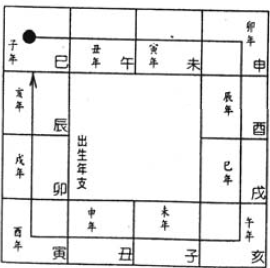 子年
巳
丑年
午
寅年
未
卯年
申
亥年
辰
辰年
酉
戌年
卯
巳年
戌
出生年支
酉年
寅
申年
丑
未年
子
午年
亥